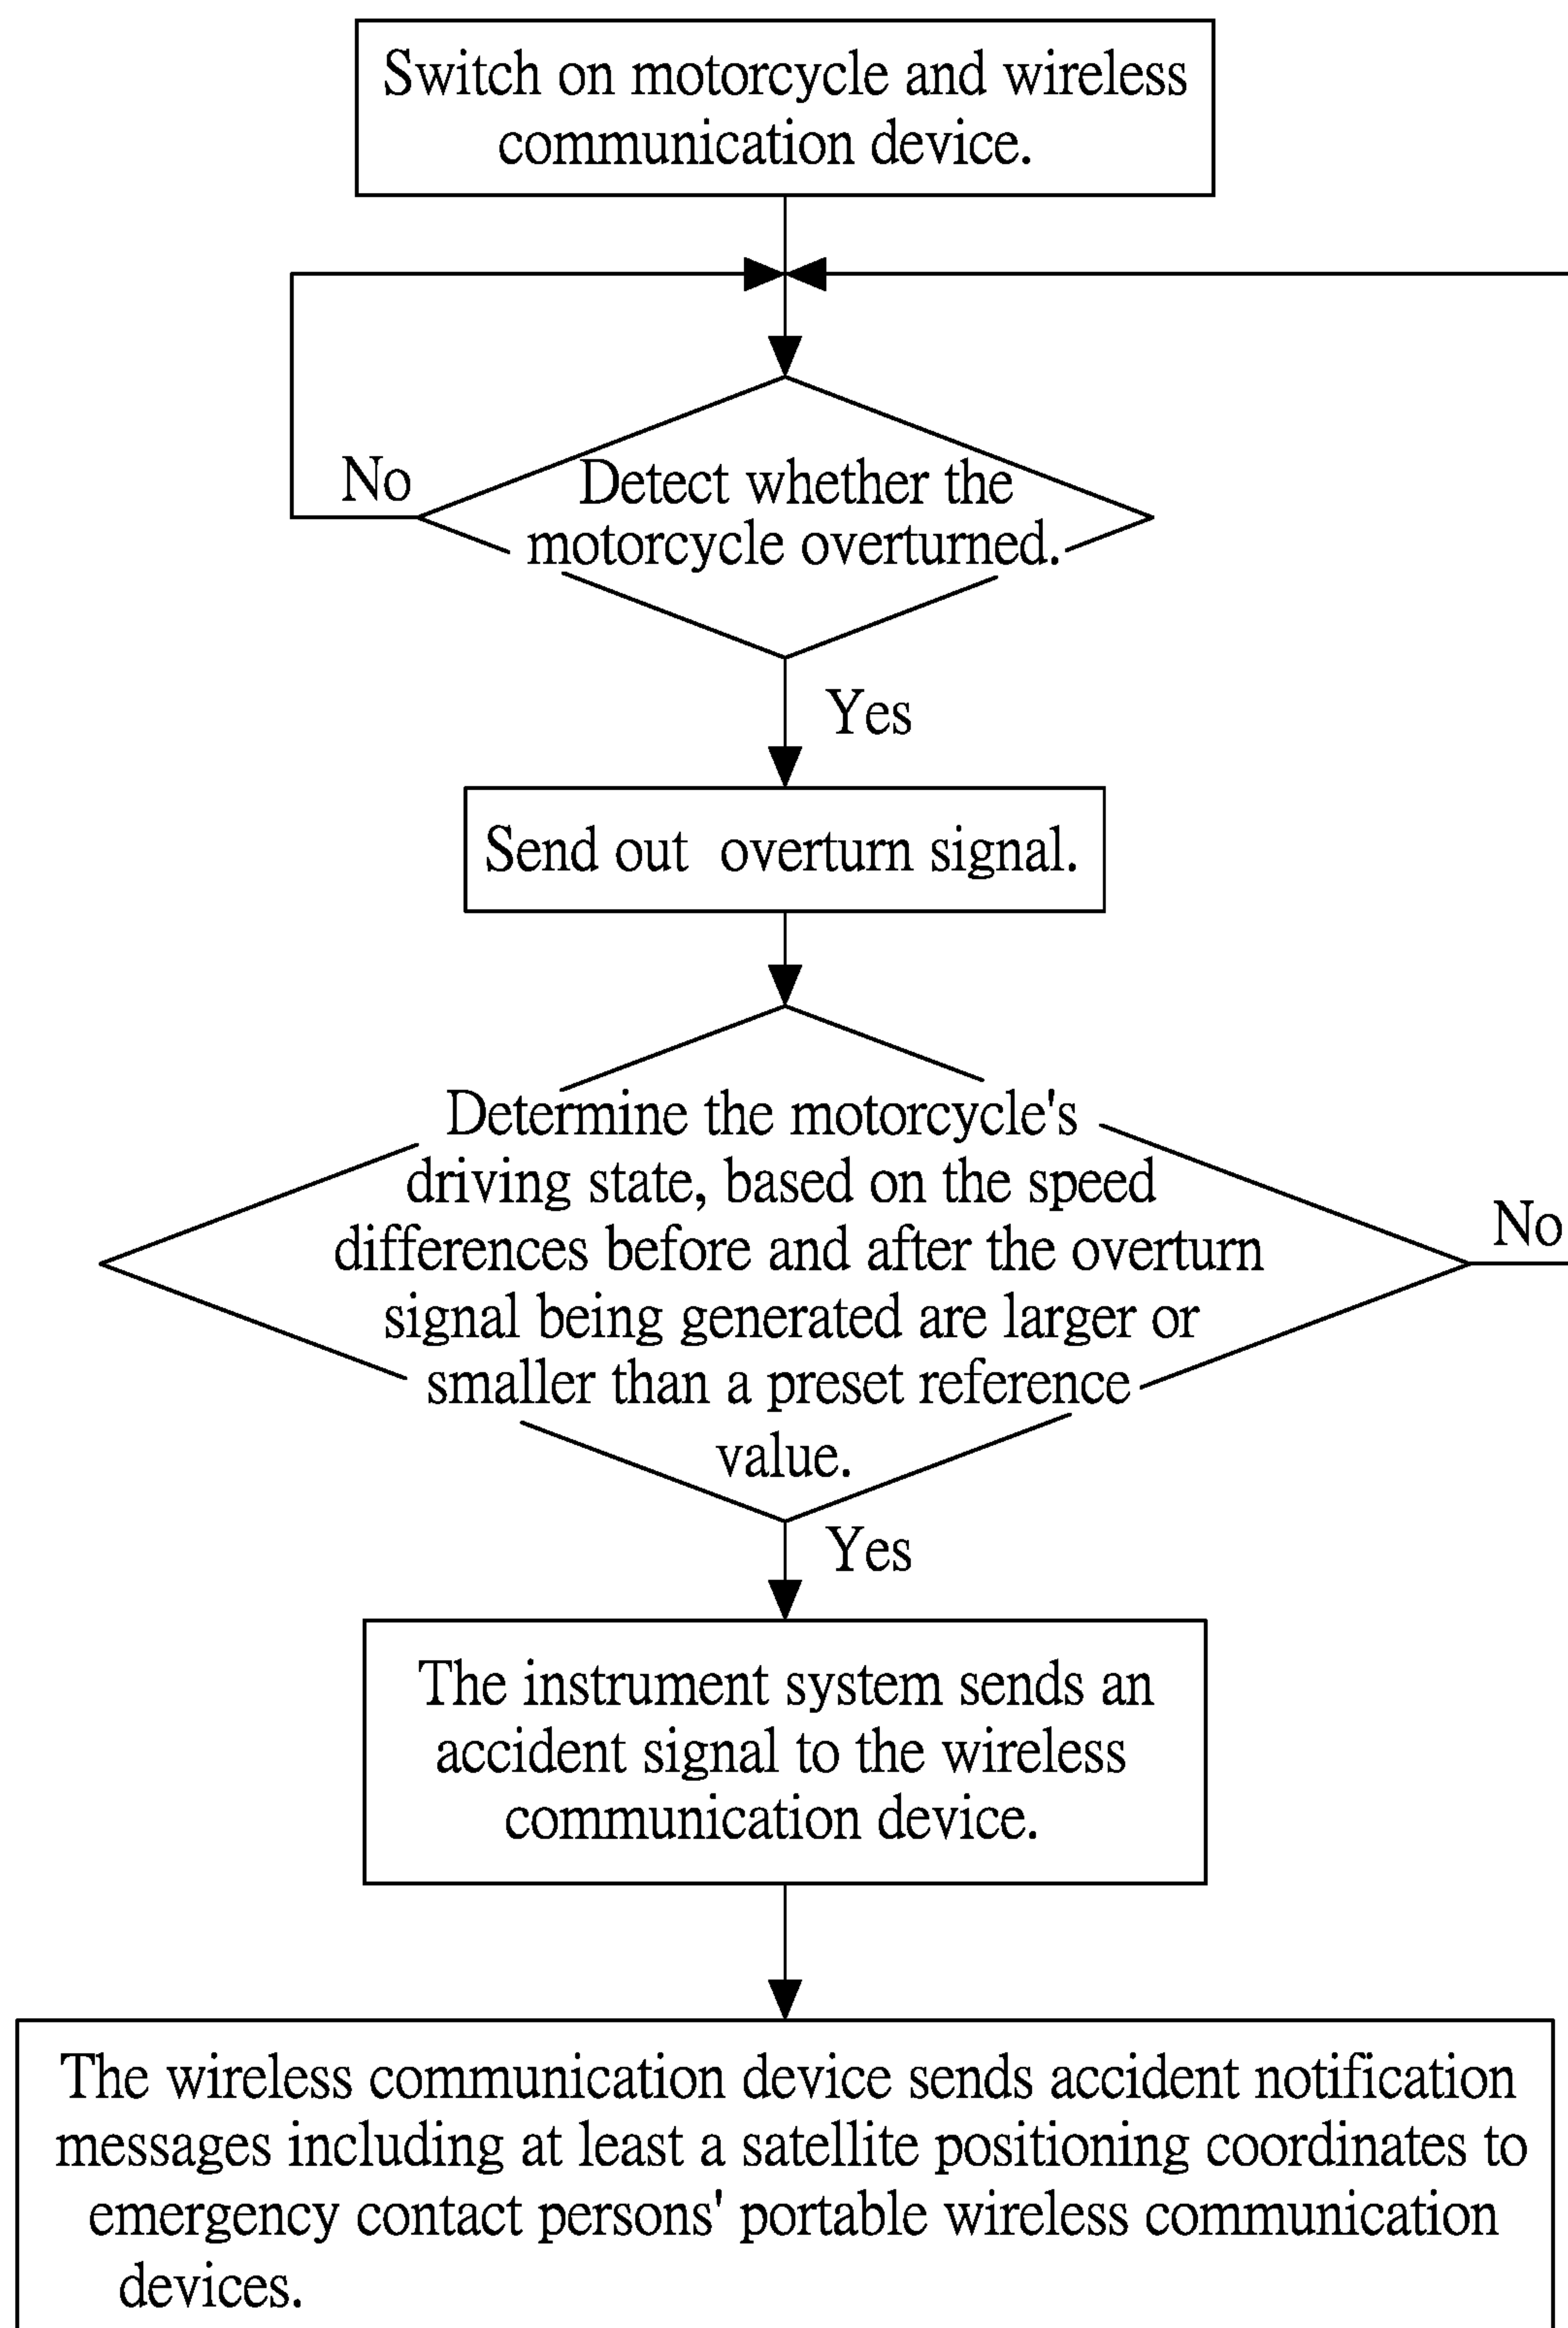 Switch on motorcycle and wireless
communication device.
No
Detect whether the
motorcycle overturned.
Yes
Send out  overturn signal.
Determine the motorcycle's
driving state, based on the speed
differences before and after the overturn
signal being generated are larger or
smaller than a preset reference
value.
No
Yes
The instrument system sends an
accident signal to the wireless
communication device.
The wireless communication device sends accident notification
messages including at least a satellite positioning coordinates to
emergency contact persons' portable wireless communication
devices.